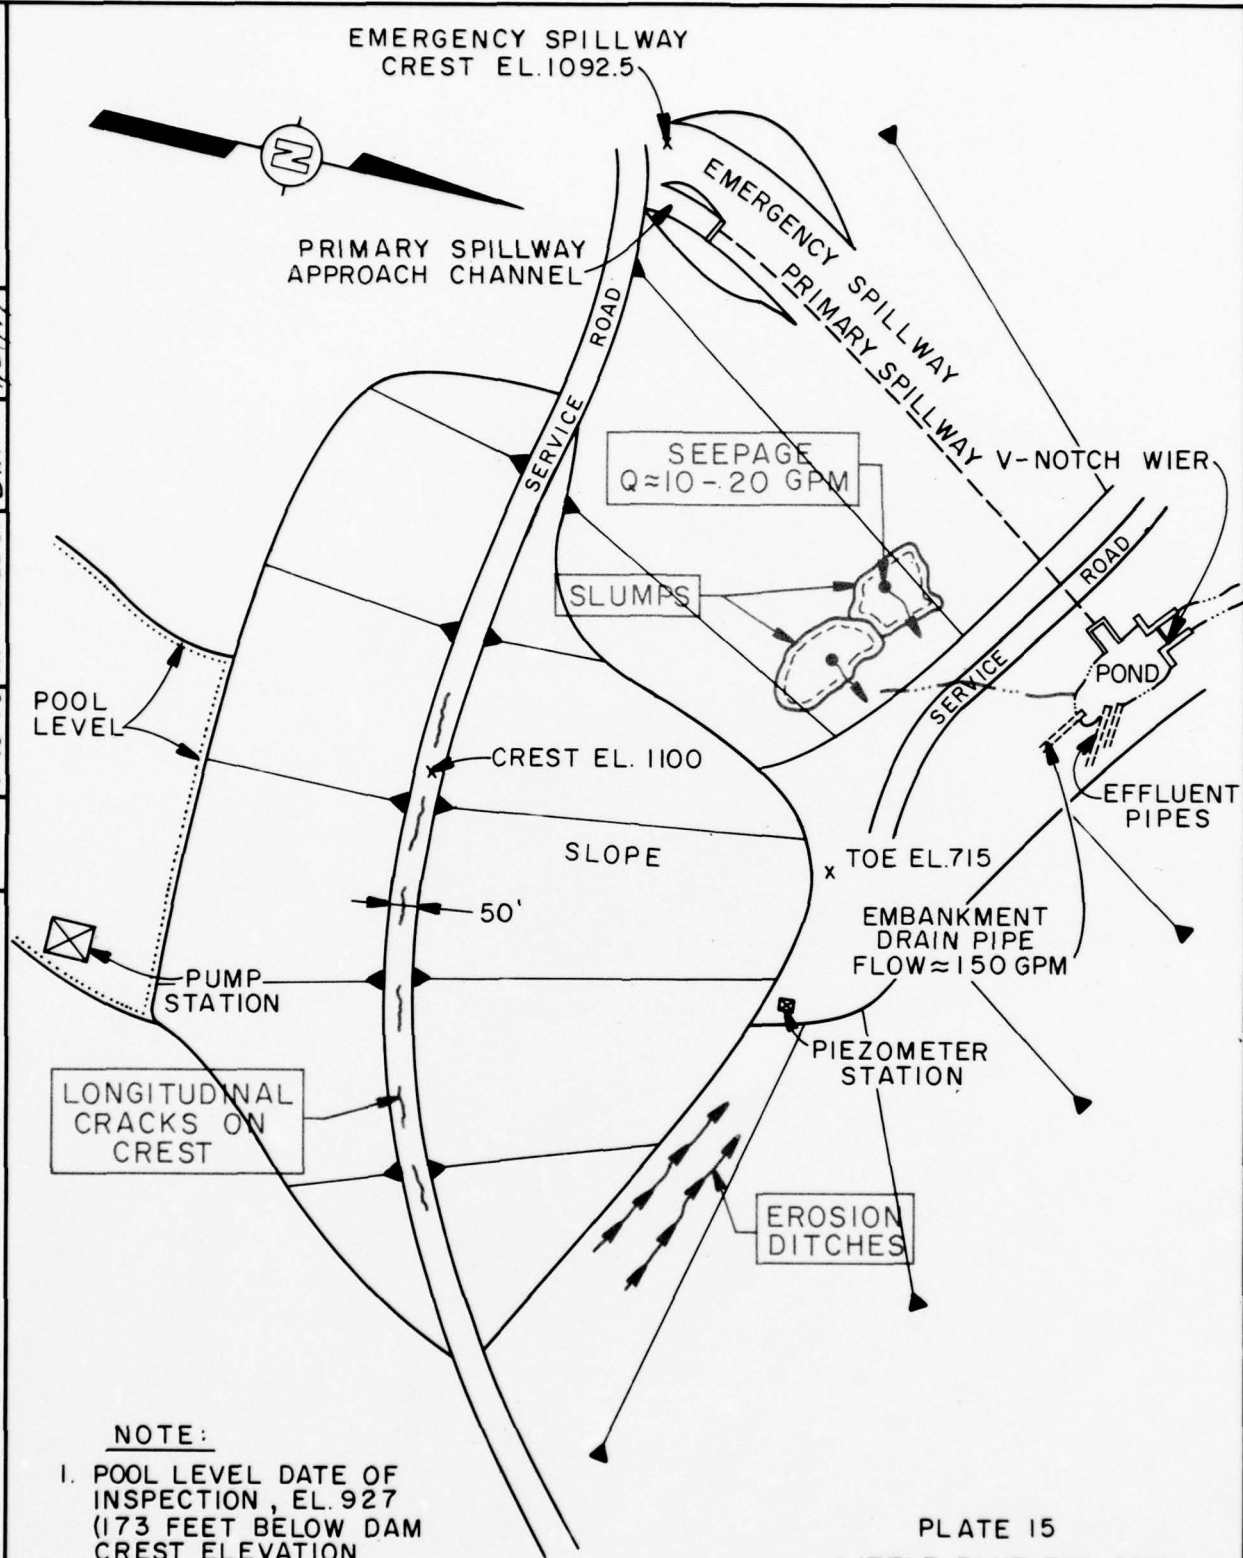 EMERGENCY SPILLWAY
CREST EL. 1092.5
N
PRIMARY SPILLWAY
APPROACH CHANNEL
EMERGENCY SPILLWAY
PRIMARY SPILLWAY
SERVICE ROAD
SEEPAGE
Q≈10-20 GPM
V-NOTCH WIER
SLUMPS
SERVICE ROAD
POND
POOL
LEVEL
CREST EL. 1100
EFFLUENT
PIPES
SLOPE
TOE EL. 715
50'
EMBANKMENT
DRAIN PIPE
FLOW≈150 GPM
PUMP
STATION
PIEZOMETER
STATION
LONGITUDINAL
CRACKS ON
CREST
EROSION
DITCHES
NOTE:
1. POOL LEVEL DATE OF
INSPECTION, EL. 927
(173 FEET BELOW DAM
CREST ELEVATION
PLATE 15